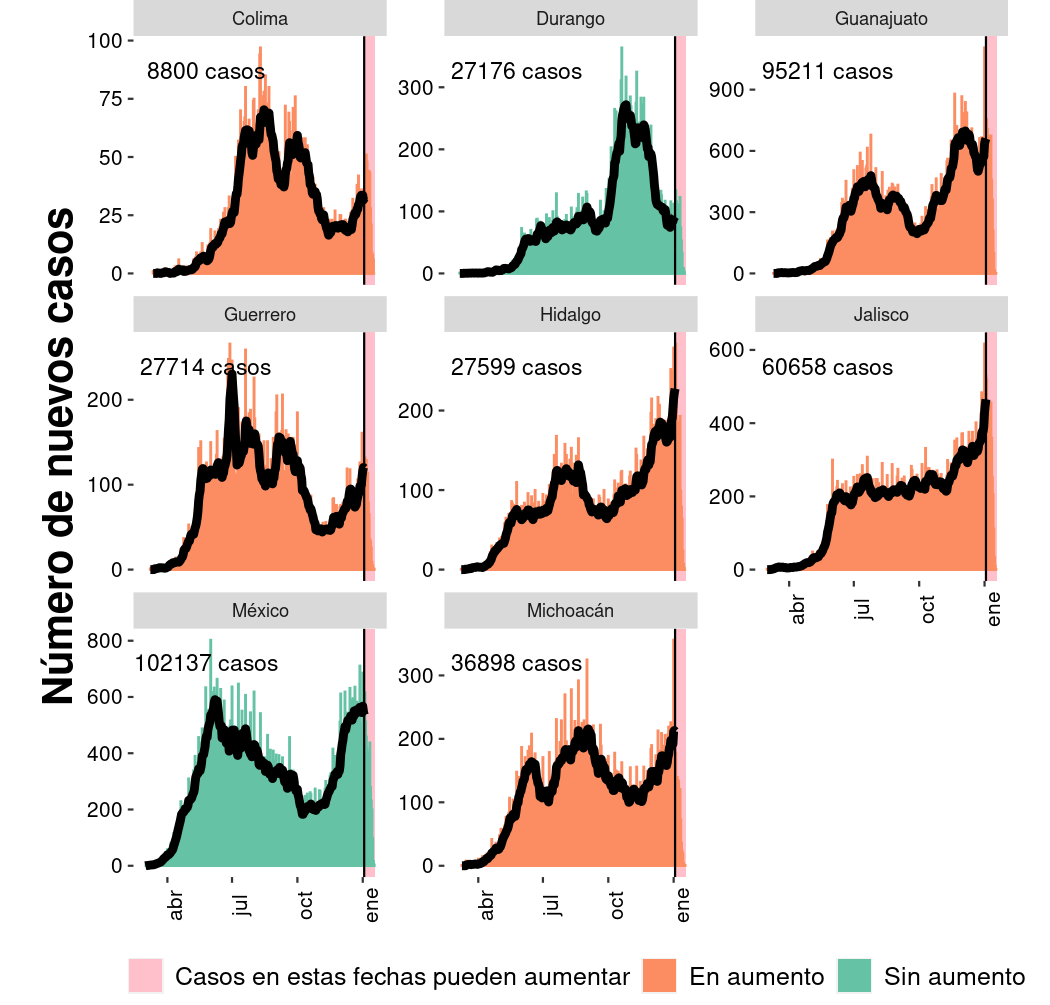 Número de nuevos casos
Colima
Durango
Guanajuato
100
75
50
25
0
8800 casos
300
200
100
0
27176 casos
900
600
300
0
95211 casos
Guerrero
Hidalgo
Jalisco
200
100
0
27714 casos
200
100
0
27599 casos
600
400
200
0
60658 casos
abr
jul
oct
ene
México
Michoacán
800
600
400
200
0
102137 casos
300
200
100
0
36898 casos
abr
jul
oct
ene
abr
jul
oct
ene
Casos en estas fechas pueden aumentar
En aumento
Sin aumento